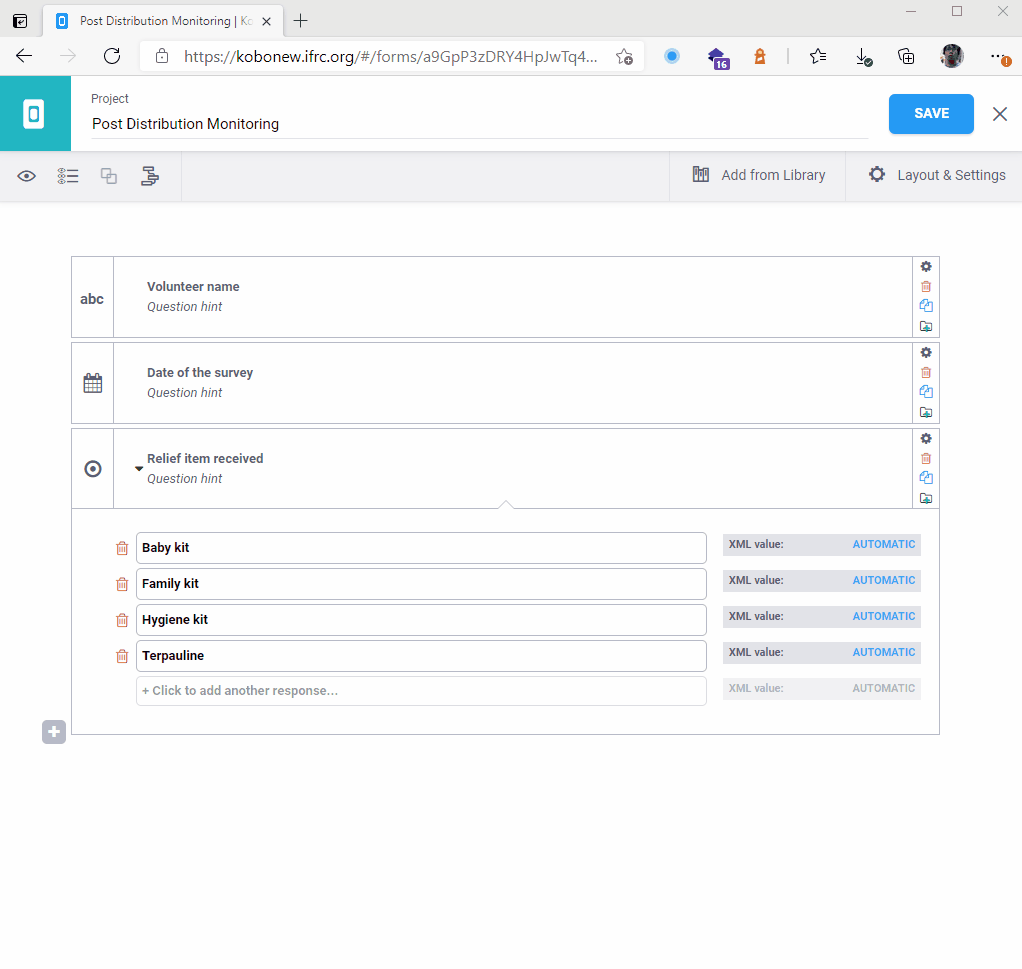 Post Distribution Monitoring | Ko
https://kobonew.ifrc.org/#/forms/a9GpP3zDRY4HpJwTq4...
16
Project
Post Distribution Monitoring
SAVE
Add from Library
Layout & Settings
abc
Volunteer name
Question hint
Date of the survey
Question hint
Relief item received
Question hint
Baby kit
XML value: AUTOMATIC
Family kit
XML value: AUTOMATIC
Hygiene kit
XML value: AUTOMATIC
Terpauline
XML value: AUTOMATIC
+ Click to add another response...
XML value: AUTOMATIC